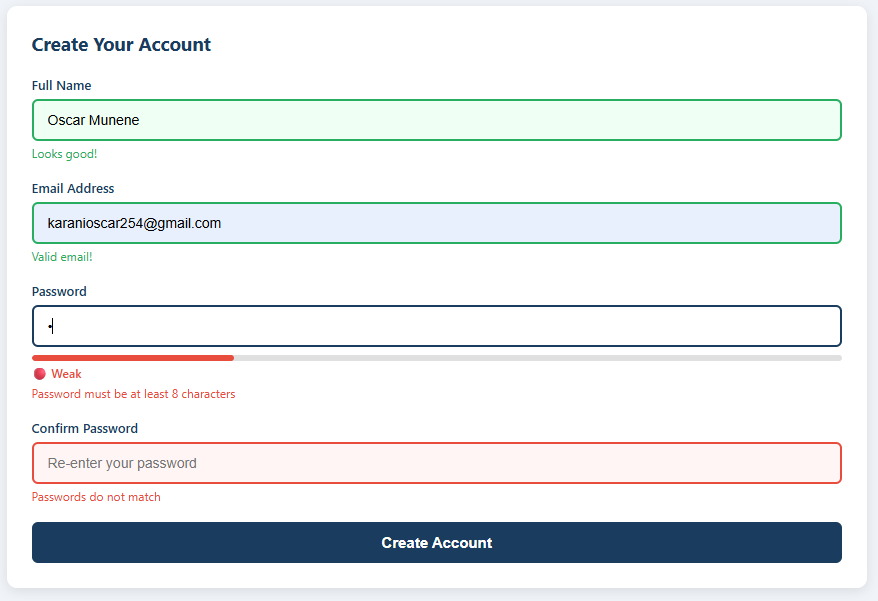 Create Your Account
Full Name
Oscar Munene
Looks good!
Email Address
karanioscar254@gmail.com
Valid email!
Password
•
Weak
Password must be at least 8 characters
Confirm Password
Re-enter your password
Passwords do not match
Create Account